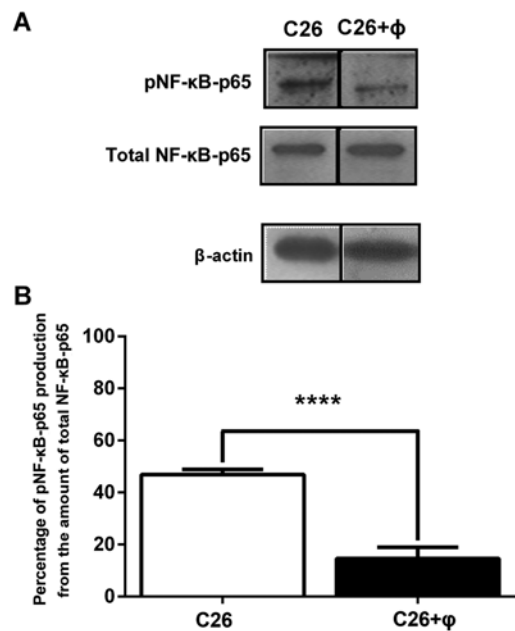 A
C26 C26+ϕ
pNF-κB-p65
Total NF-κB-p65
β-actin
B
Percentage of pNF-κB-p65 production
from the amount of total NF-κB-p65
100
80
60
40
20
0
****
C26 C26+φ